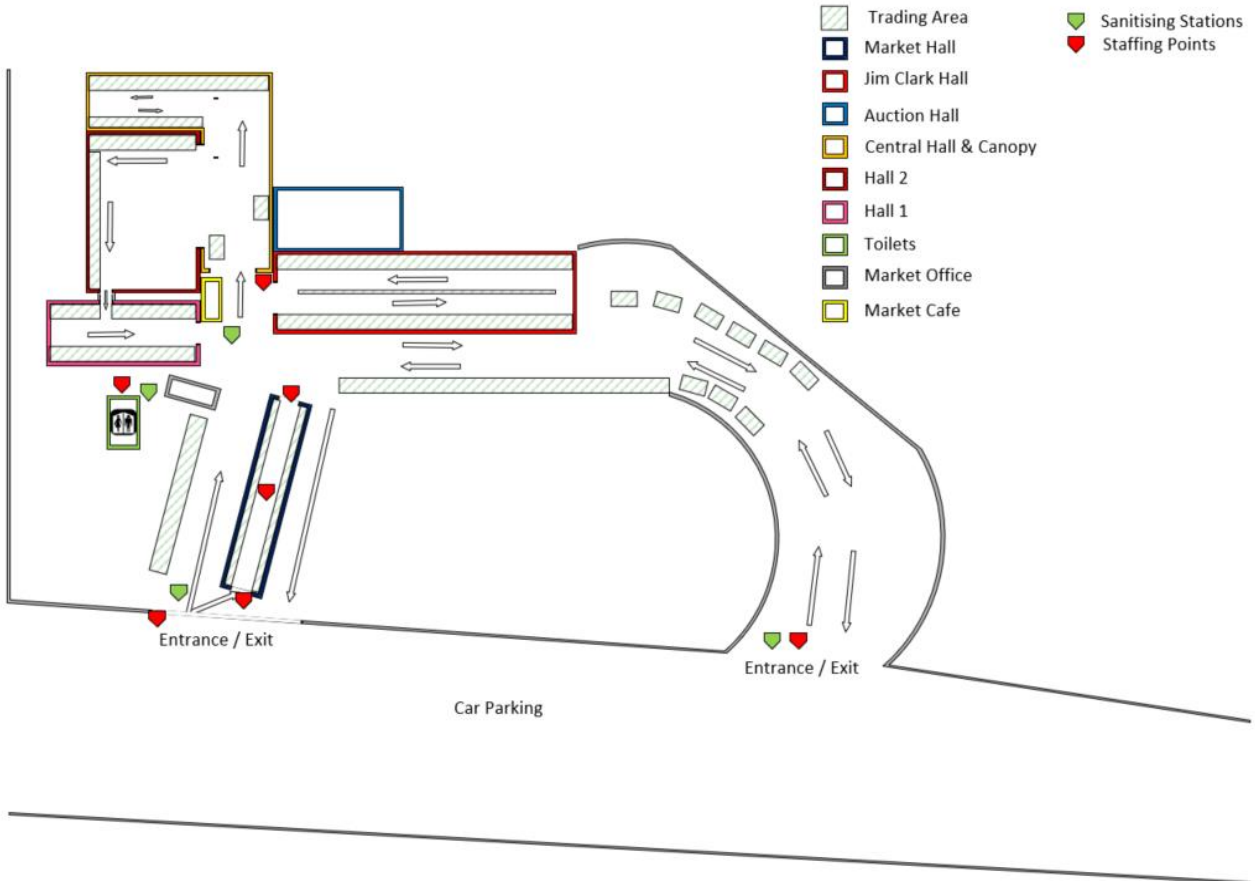 Trading Area
Market Hall
Jim Clark Hall
Auction Hall
Central Hall & Canopy
Hall 2
Hall 1
Toilets
Market Office
Market Cafe
Sanitising Stations
Staffing Points
Entrance / Exit
Entrance / Exit
Car Parking